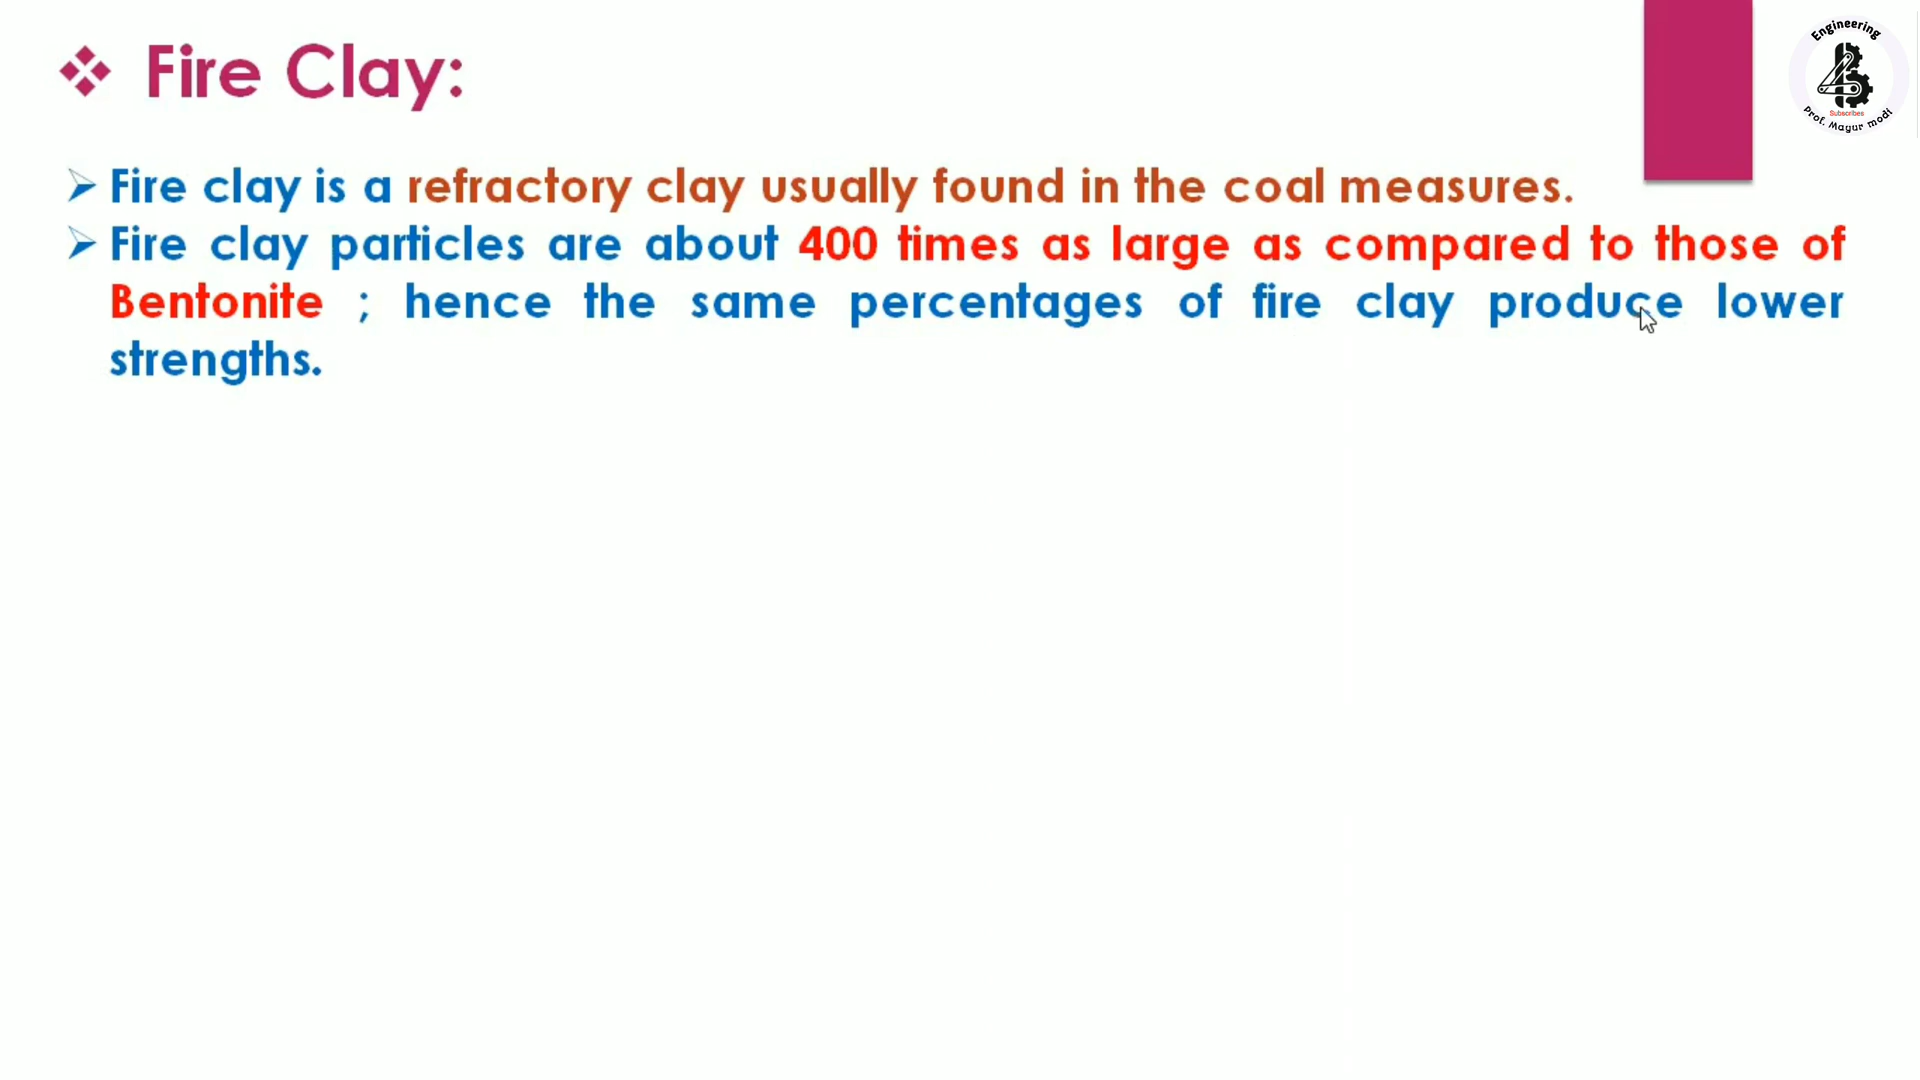 ❖ Fire Clay:
Engineering
Subscribes
Prof. Mayur modi
➢ Fire clay is a refractory clay usually found in the coal measures.
➢ Fire clay particles are about 400 times as large as compared to those of
Bentonite ; hence the same percentages of fire clay produce lower
strengths.